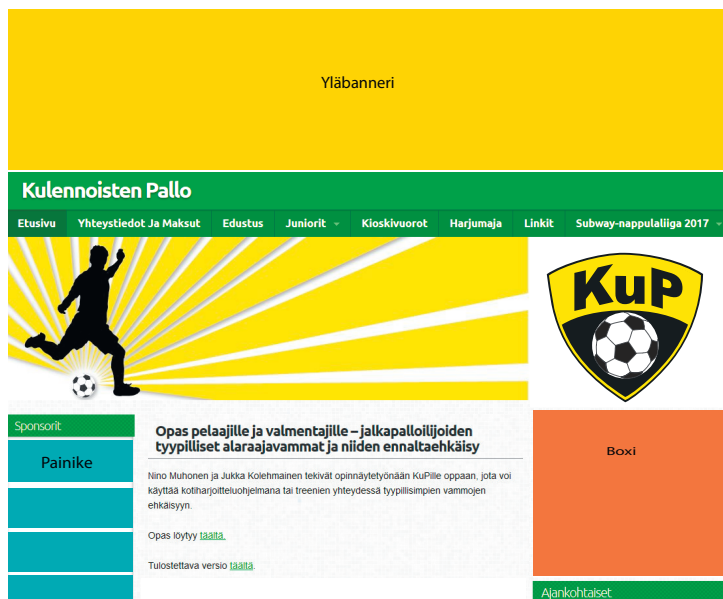 Yläbanneri
Kulennoisten Pallo
Etusivu Yhteystiedot Ja Maksut Edustus Juniorit Kioskivuorot Harjumaja Linkit Subway-nappulaliiga 2017
KuP
Sponsorit
Painike
Opas pelaajille ja valmentajille – jalkapalloilijoiden
tyypilliset alaraajavammat ja niiden ennaltaehkäisy
Nino Muhonen ja Jukka Kolehmainen tekivät opinnäytetyönään KuPille oppaan, jota voi
käyttää kotiharjoitteluohjelmana tai treenien yhteydessä tyypillisimpien vammojen
ehkäisyyn.
Opas löytyy täältä.
Tulostettava versio täältä.
Boxi
Ajankohtaiset